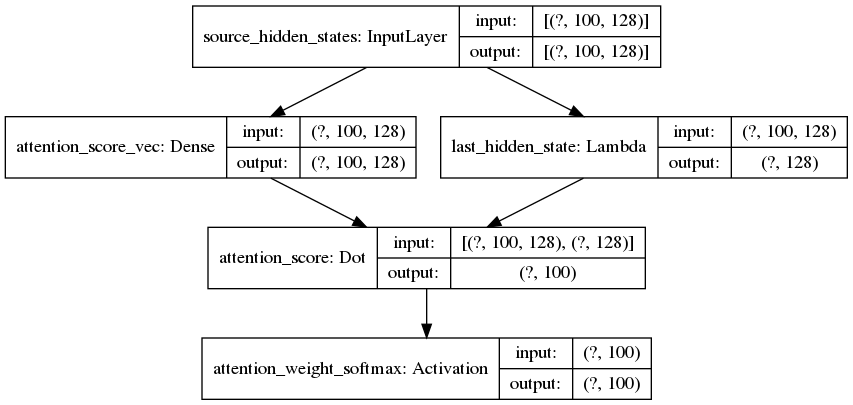 source_hidden_states: InputLayer
input: [(?, 100, 128)]
output: [(?, 100, 128)]
attention_score_vec: Dense
input: (?, 100, 128)
output: (?, 100, 128)
last_hidden_state: Lambda
input: (?, 100, 128)
output: (?, 128)
attention_score: Dot
input: [(?, 100, 128), (?, 128)]
output: (?, 100)
attention_weight_softmax: Activation
input: (?, 100)
output: (?, 100)